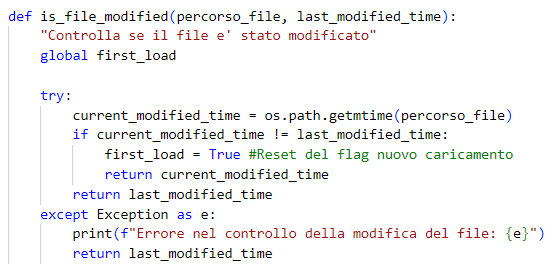 def is_file_modified(percorso_file, last_modified_time):
    "Controlla se il file e' stato modificato"
    global first_load

    try:
        current_modified_time = os.path.getmtime(percorso_file)
        if current_modified_time != last_modified_time:
            first_load = True #Reset del flag nuovo caricamento
            return current_modified_time
        return last_modified_time
    except Exception as e:
        print(f"Errore nel controllo della modifica del file: {e}")
        return last_modified_time